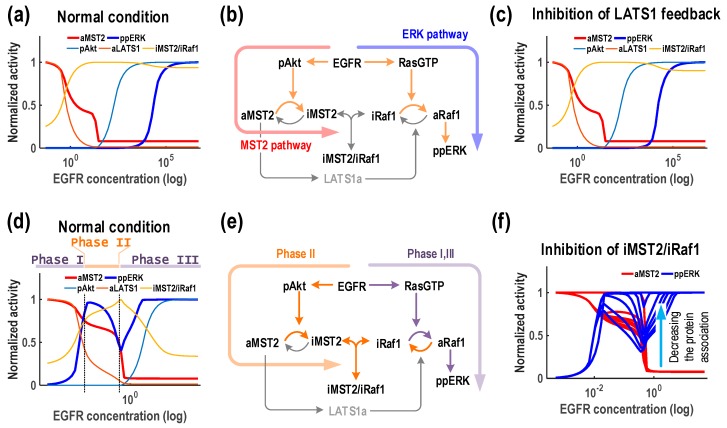 (a)
Normal condition
aMST2 ppERK
pAkt aLATS1 iMST2/iRaf1
Normalized activity
1
0.5
0
10^0 10^5
EGFR concentration (log)
(b)
ERK pathway
pAkt EGFR RasGTP
aMST2 iMST2 iRaf1 aRaf1
MST2 pathway
iMST2/iRaf1
ppERK
LATS1a
(c)
Inhibition of LATS1 feedback
aMST2 ppERK
pAkt aLATS1 iMST2/iRaf1
Normalized activity
1
0.5
0
10^0 10^5
EGFR concentration (log)
(d)
Normal condition
Phase II
Phase I Phase III
aMST2 ppERK
pAkt aLATS1 iMST2/iRaf1
Normalized activity
1
0.5
0
10^0
EGFR concentration (log)
(e)
Phase II Phase I,III
pAkt EGFR RasGTP
aMST2 iMST2 iRaf1 aRaf1
iMST2/iRaf1
ppERK
LATS1a
(f)
Inhibition of iMST2/iRaf1
aMST2 ppERK
Normalized activity
1
0.5
0
Decreasing
the protein
association
10^-2 10^0
EGFR concentration (log)